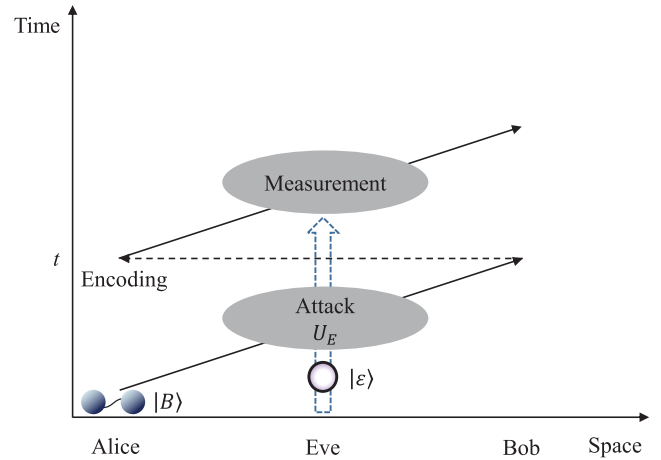 Time
Measurement
t
Encoding
Attack
U_E
|ε⟩
|B⟩
Alice
Eve
Bob
Space